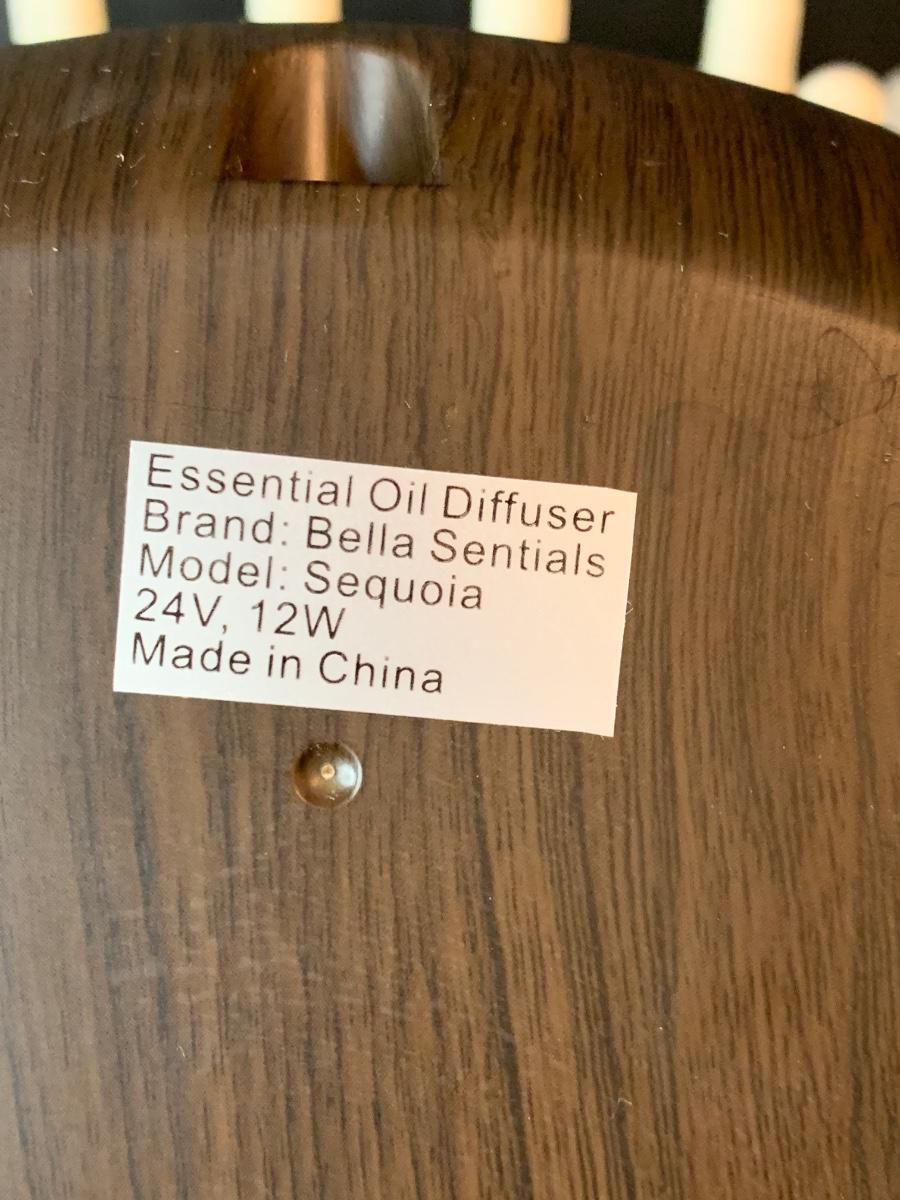 Essential Oil Diffuser
Brand: Bella Sentials
Model: Sequoia
24V, 12W
Made in China